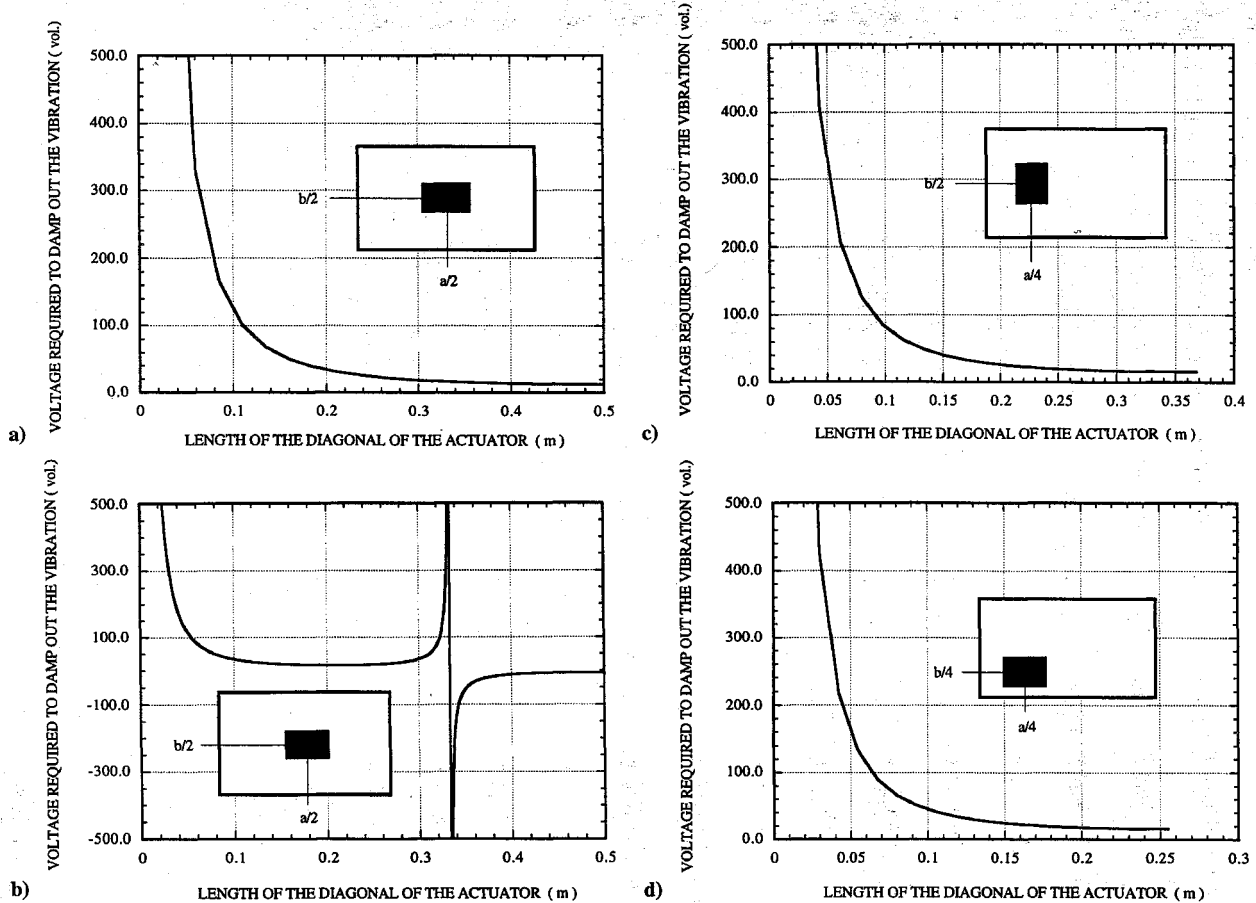 VOLTAGE REQUIRED TO DAMP OUT THE VIBRATION ( vol.)
500.0
400.0
300.0
200.0
100.0
0.0
b/2
a/2
0 0.1 0.2 0.3 0.4 0.5
a) LENGTH OF THE DIAGONAL OF THE ACTUATOR ( m )
VOLTAGE REQUIRED TO DAMP OUT THE VIBRATION ( vol.)
500.0
300.0
100.0
-100.0
-300.0
-500.0
b/2
a/2
0 0.1 0.2 0.3 0.4 0.5
b) LENGTH OF THE DIAGONAL OF THE ACTUATOR ( m )
VOLTAGE REQUIRED TO DAMP OUT THE VIBRATION ( vol.)
500.0
400.0
300.0
200.0
100.0
0.0
b/2
a/4
0 0.05 0.1 0.15 0.2 0.25 0.3 0.35 0.4
c) LENGTH OF THE DIAGONAL OF THE ACTUATOR ( m )
VOLTAGE REQUIRED TO DAMP OUT THE VIBRATION ( vol.)
500.0
400.0
300.0
200.0
100.0
0.0
b/4
a/4
0 0.05 0.1 0.15 0.2 0.25 0.3
d) LENGTH OF THE DIAGONAL OF THE ACTUATOR ( m )